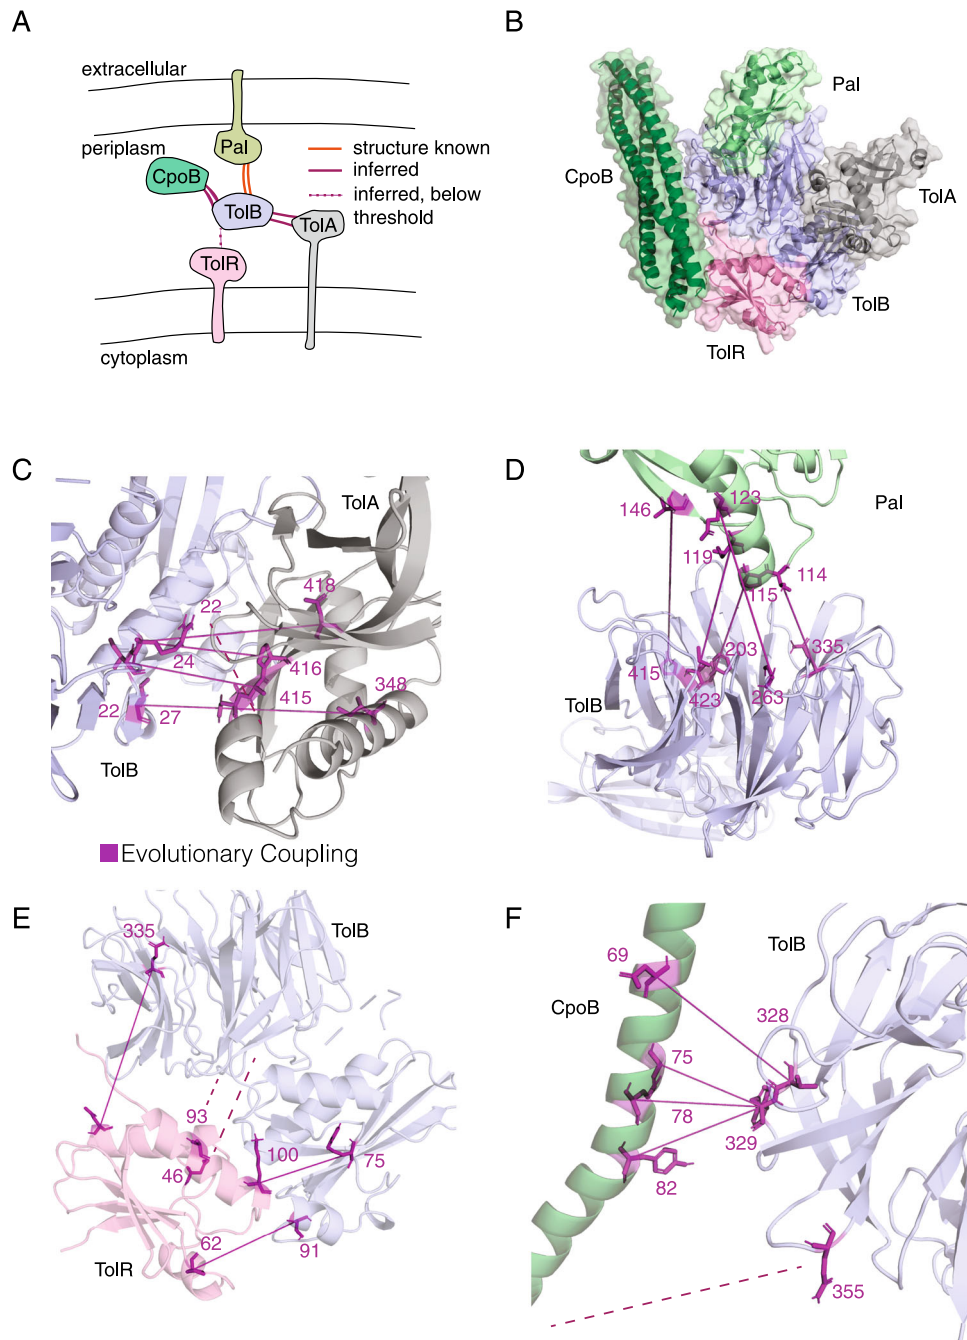 A
extracellular
periplasm
Pal
CpoB
TolB
TolA
TolR
cytoplasm
structure known
inferred
inferred, below
threshold
B
Pal
CpoB
TolA
TolB
TolR
C
TolA
418
22
24
416
415
348
22
27
TolB
Evolutionary Coupling
D
Pal
146
123
119
114
115
203
335
415
423
263
TolB
E
335
TolB
93
100
46
75
62
91
TolR
F
TolB
69
CpoB
328
75
78
329
82
355